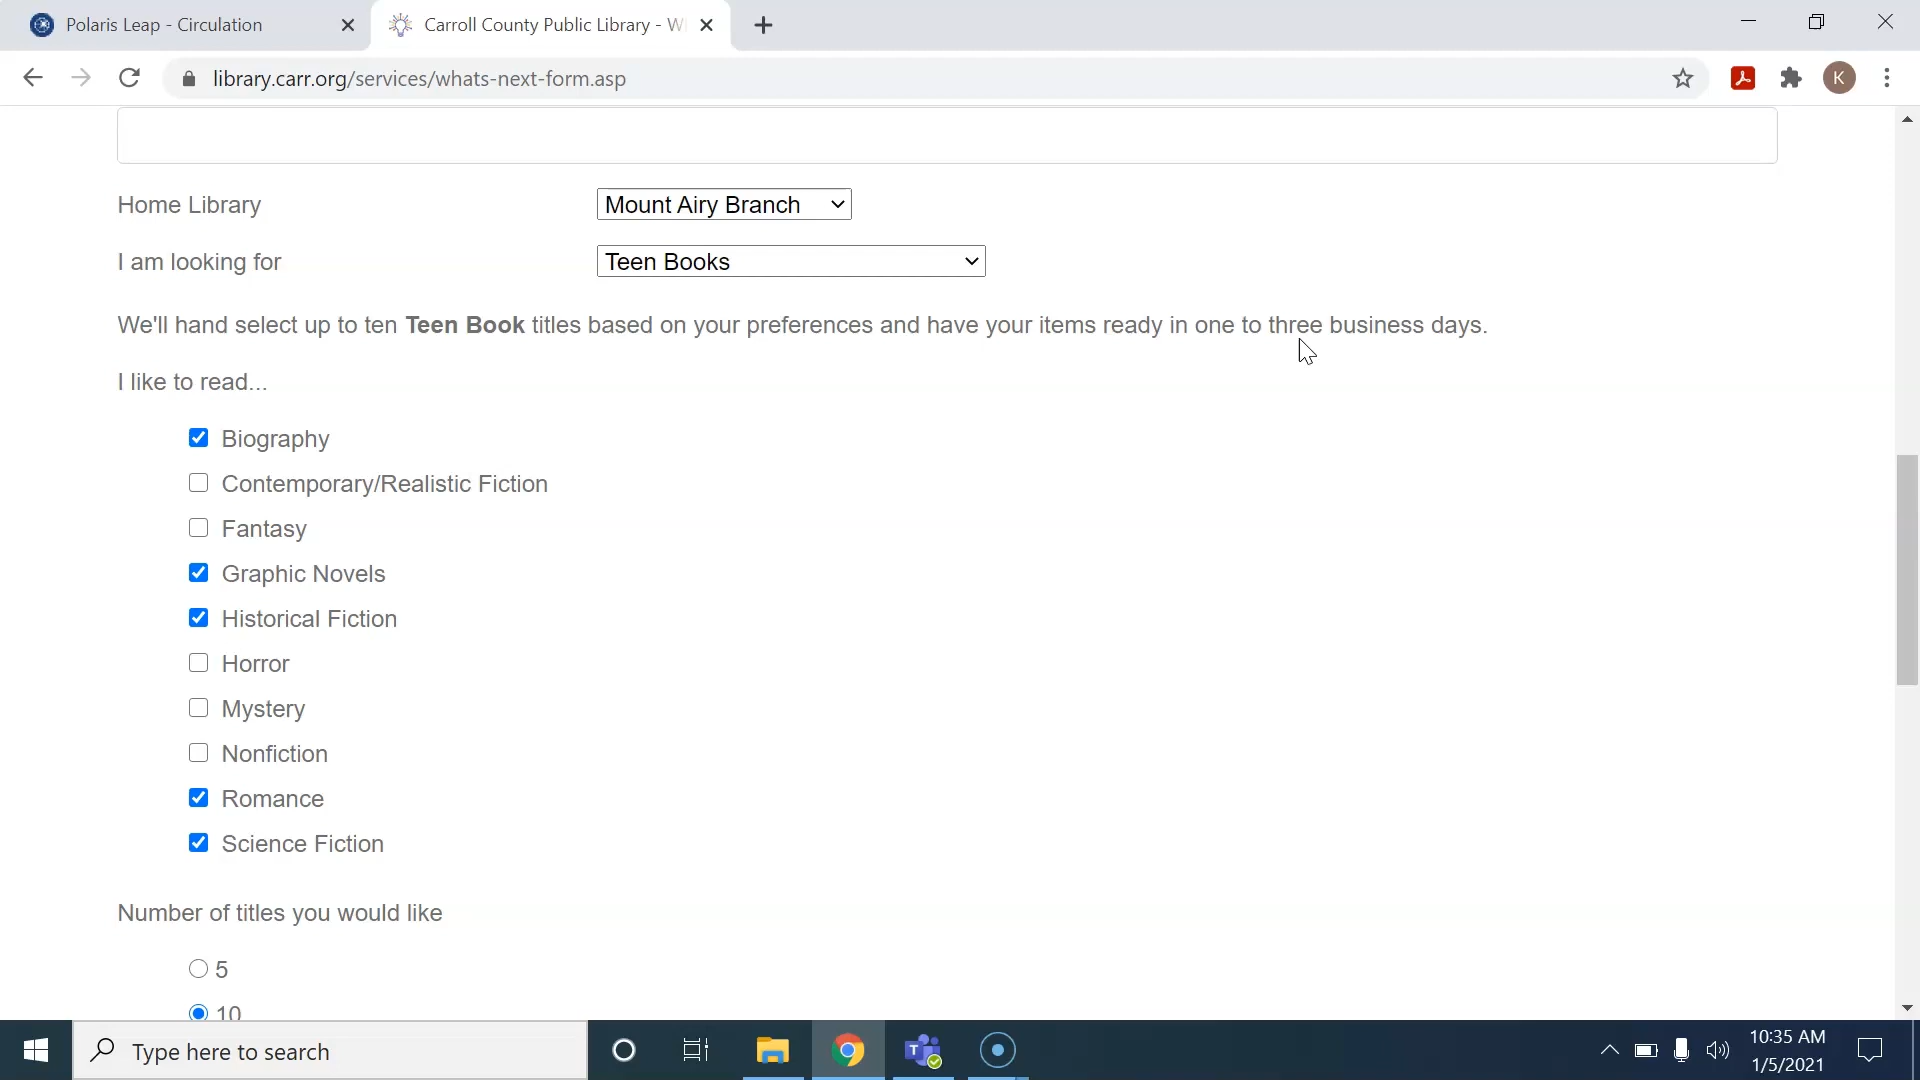 Polaris Leap - Circulation
Carroll County Public Library - W
library.carr.org/services/whats-next-form.asp
K
Home Library
Mount Airy Branch
I am looking for
Teen Books
We'll hand select up to ten Teen Book titles based on your preferences and have your items ready in one to three business days.
I like to read...
Biography
Contemporary/Realistic Fiction
Fantasy
Graphic Novels
Historical Fiction
Horror
Mystery
Nonfiction
Romance
Science Fiction
Number of titles you would like
5
10
Type here to search
T
10:35 AM
1/5/2021